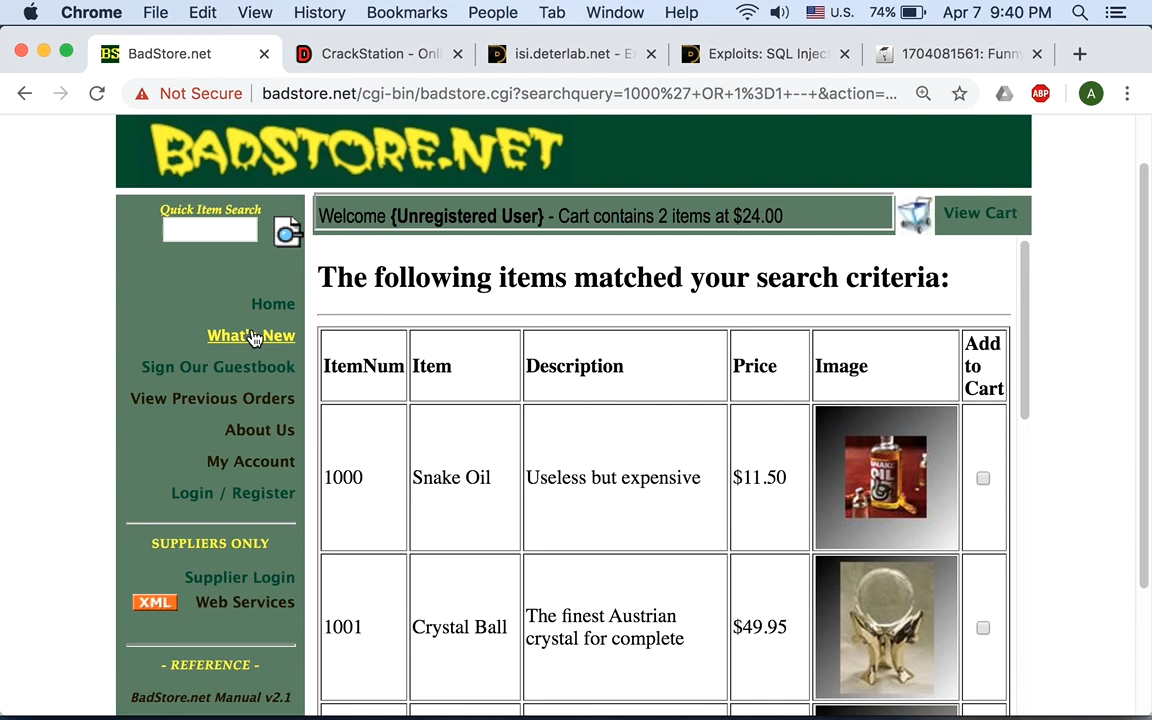 Chrome File Edit View History Bookmarks People Tab Window Help U.S. 74% Apr 7 9:40 PM
BS BadStore.net × D CrackStation - Onli × D isi.deterlab.net - E × D Exploits: SQL Inject × 1704081561: Funny ×
Not Secure badstore.net/cgi-bin/badstore.cgi?searchquery=1000%27+OR+1%3D1+--+&action=... ABP A
BADSTORE.NET
Quick Item Search
Welcome {Unregistered User} - Cart contains 2 items at $24.00
View Cart
The following items matched your search criteria:
Home
What's New
Sign Our Guestbook
View Previous Orders
About Us
My Account
Login / Register
SUPPLIERS ONLY
Supplier Login
XML Web Services
- REFERENCE -
BadStore.net Manual v2.1
ItemNum Item Description Price Image Add
to
Cart
1000 Snake Oil Useless but expensive $11.50
SNAKE
OIL
1001 Crystal Ball The finest Austrian
crystal for complete $49.95